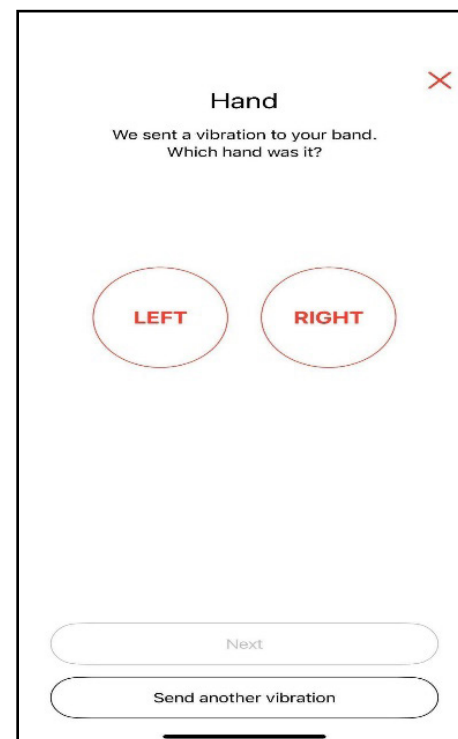 Hand
We sent a vibration to your band.
Which hand was it?
LEFT
RIGHT
Next
Send another vibration